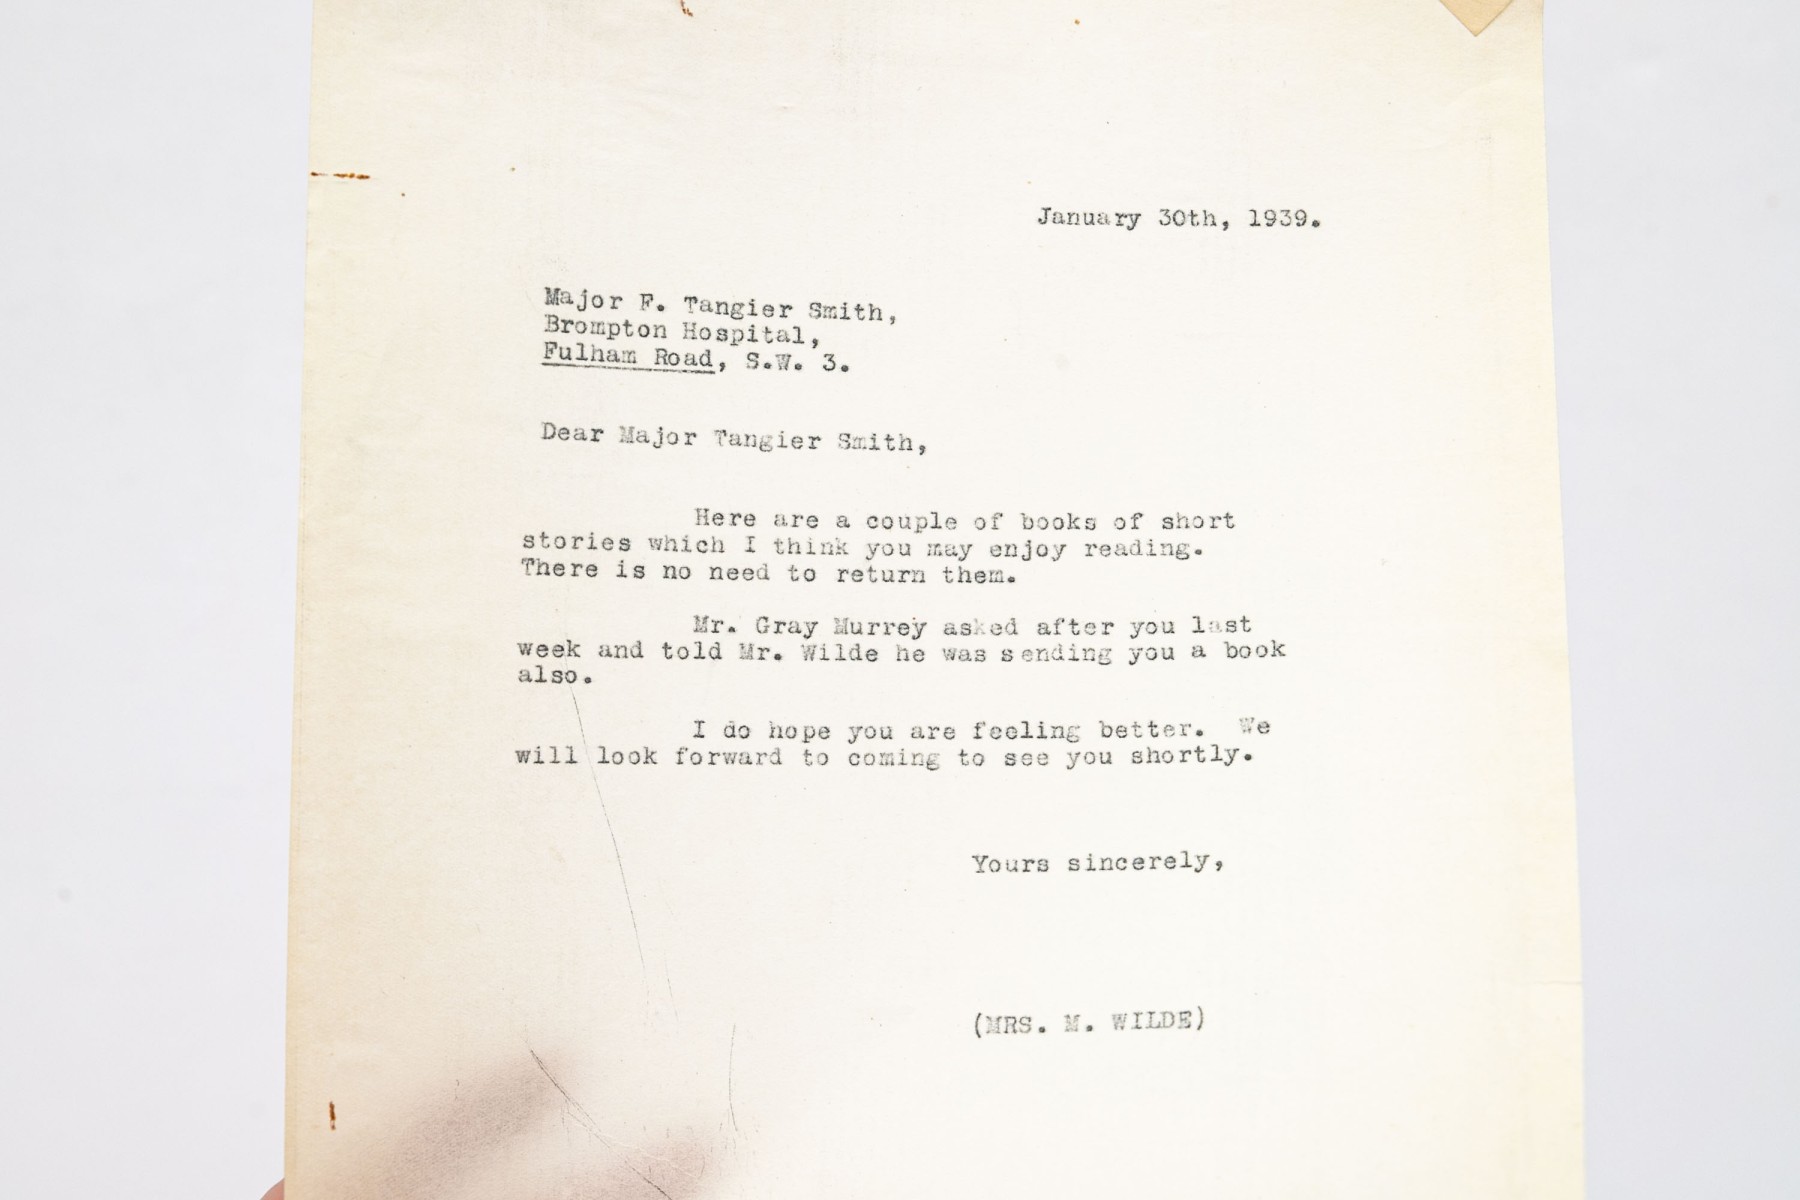 January 30th, 1939.
Major F. Tangier Smith,
Brompton Hospital,
Fulham Road, S.W. 3.
Dear Major Tangier Smith,
Here are a couple of books of short
stories which I think you may enjoy reading.
There is no need to return them.
Mr. Gray Murrey asked after you last
week and told Mr. Wilde he was sending you a book
also.
I do hope you are feeling better. We
will look forward to coming to see you shortly.
Yours sincerely,
(MRS. M. WILDE)